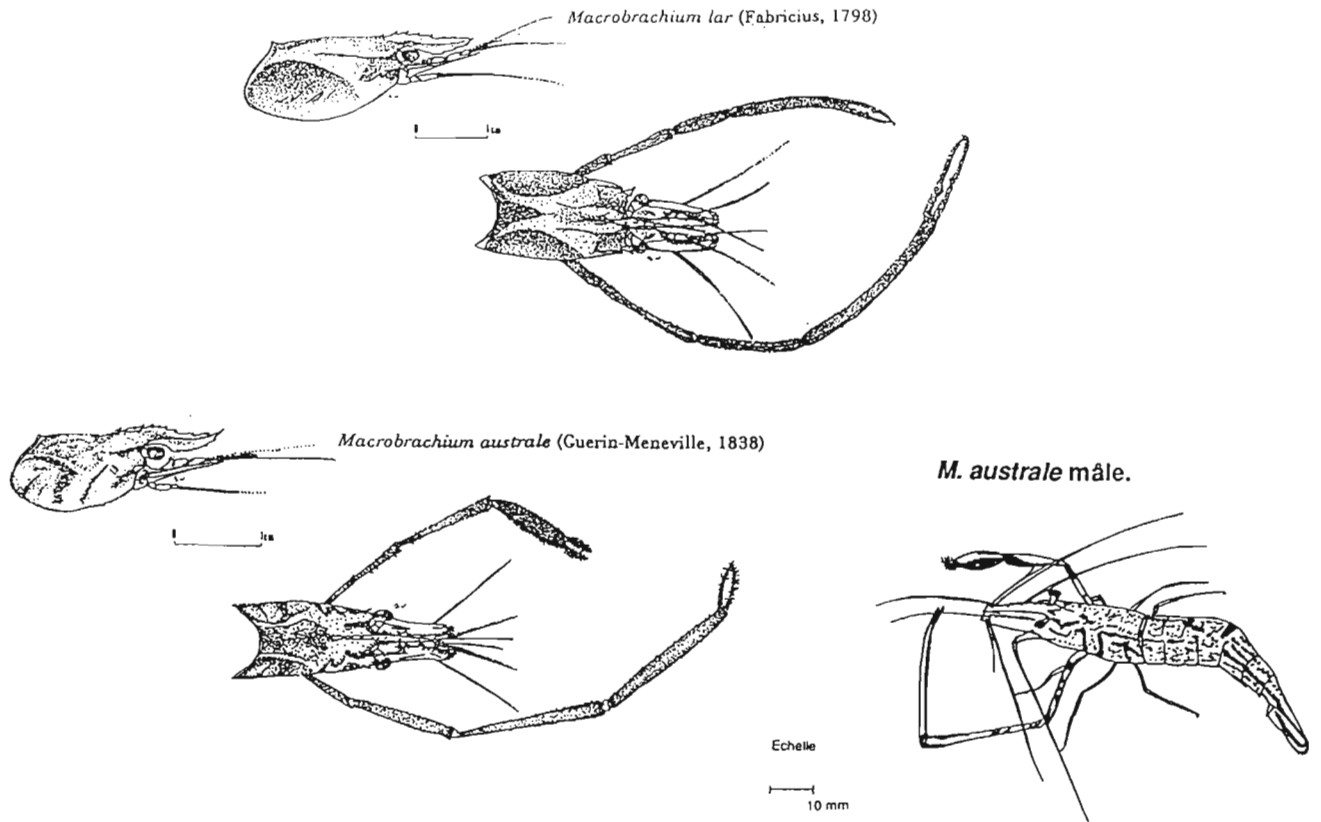 Macrobrachium lar (Fabricius, 1798)
Macrobrachium australe (Guerin-Meneville, 1838)
M. australe mâle.
Echelle
10 mm